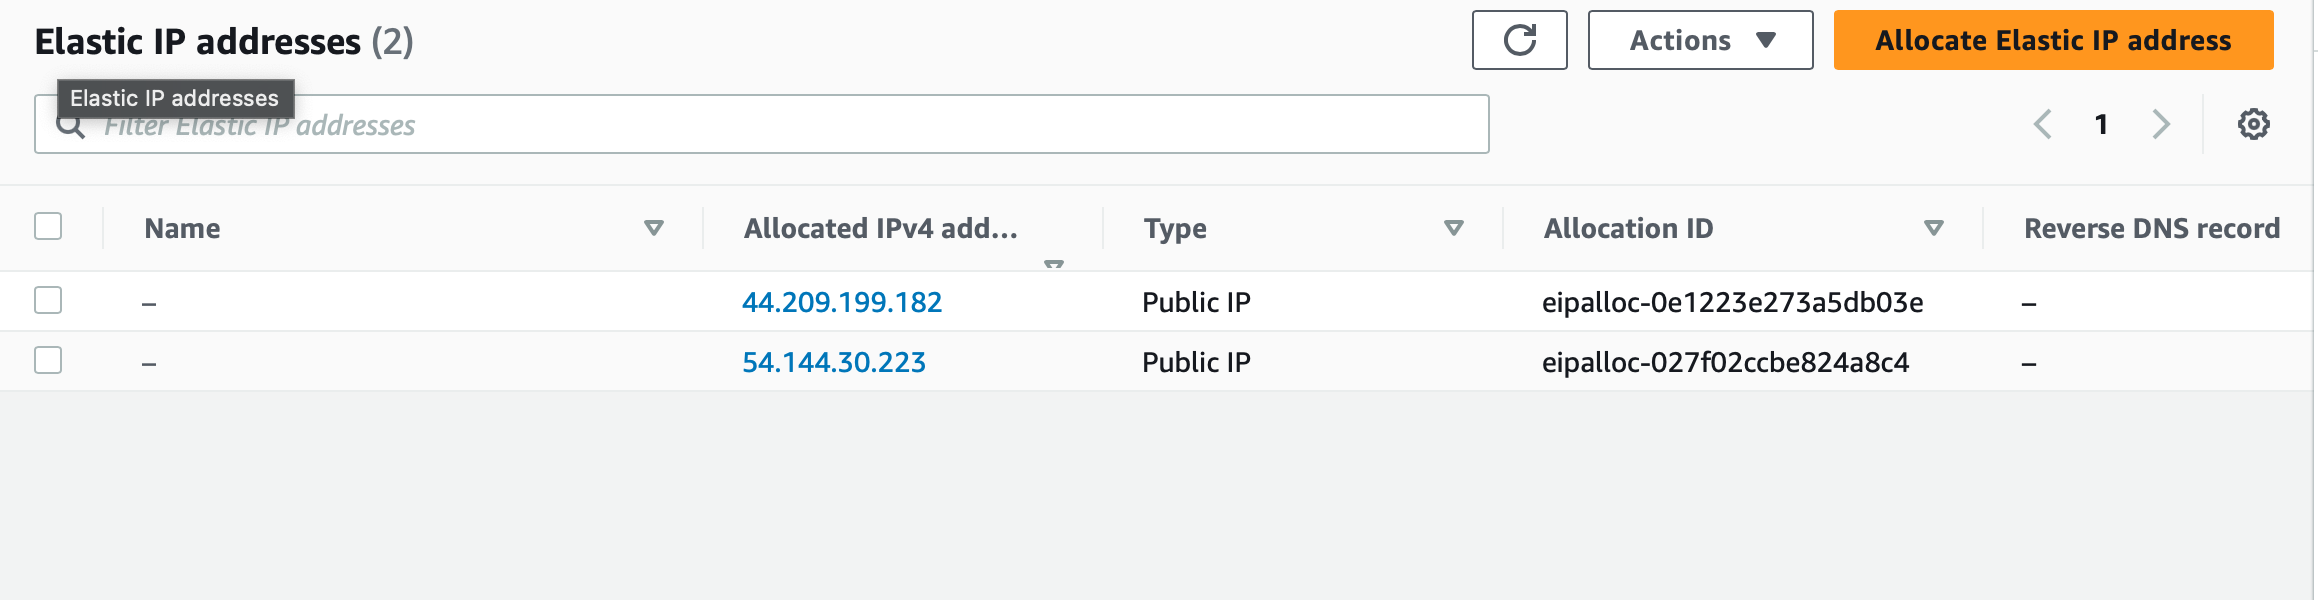 Elastic IP addresses (2)
Actions
Allocate Elastic IP address
Elastic IP addresses
Filter Elastic IP addresses
1
Name Allocated IPv4 add... Type Allocation ID Reverse DNS record
– 44.209.199.182 Public IP eipalloc-0e1223e273a5db03e –
– 54.144.30.223 Public IP eipalloc-027f02ccbe824a8c4 –